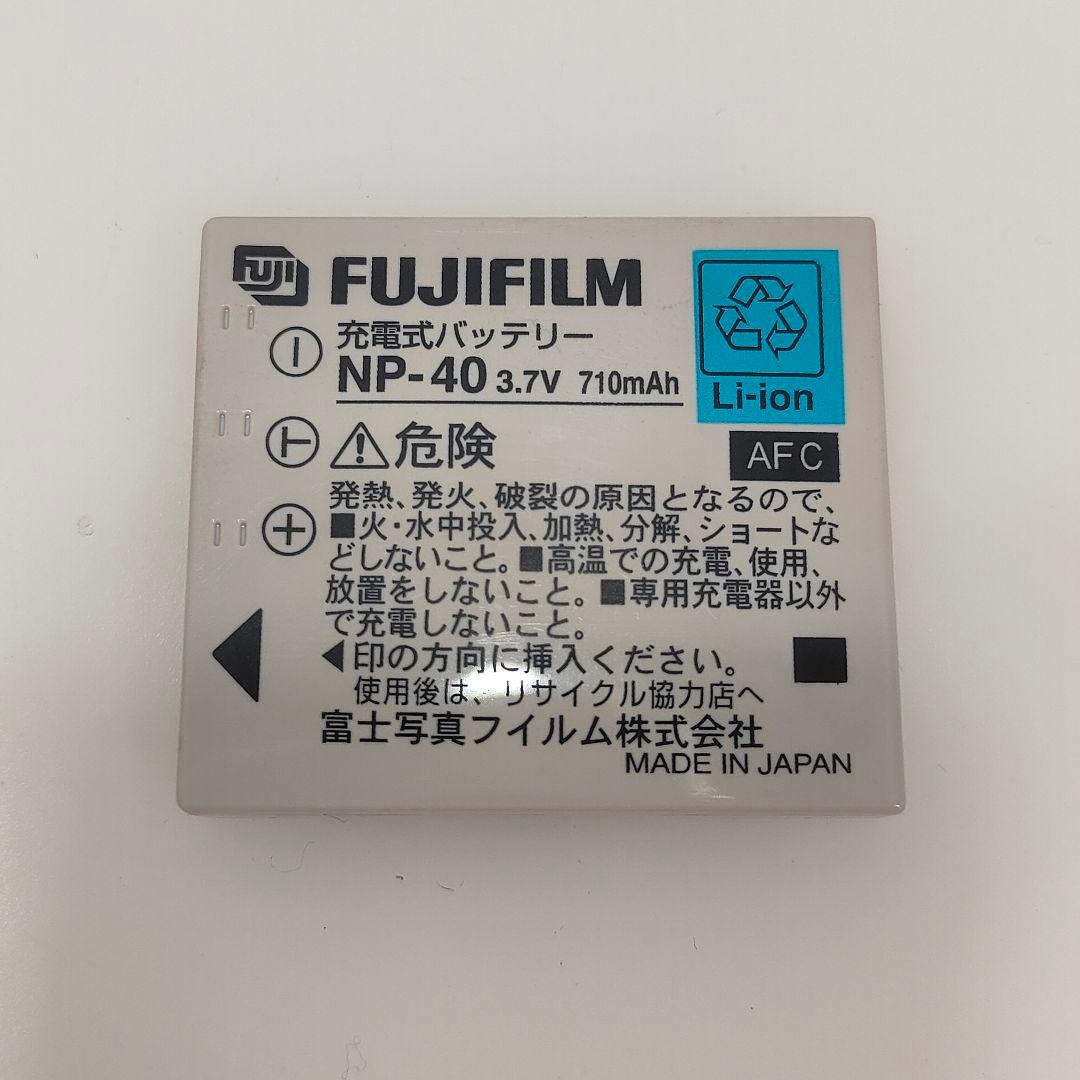 FUJI FUJIFILM
充電式バッテリー
NP-40 3.7V 710mAh
Li-ion
⚠危険
AFC
発熱、発火、破裂の原因となるので、
■火・水中投入、加熱、分解、ショートな
どしないこと。■高温での充電、使用、
放置をしないこと。■専用充電器以外
で充電しないこと。
◀印の方向に挿入ください。
使用後は、リサイクル協力店へ
富士写真フイルム株式会社
MADE IN JAPAN